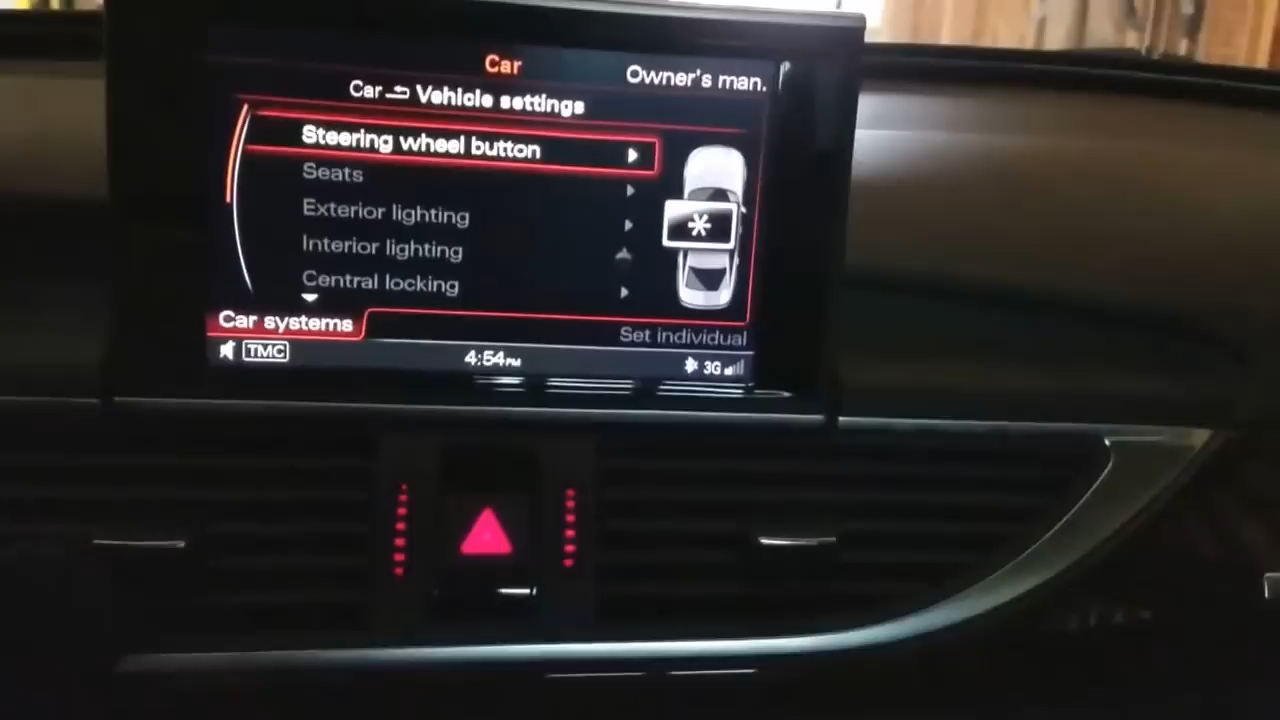 Car
Owner's man.
Car Vehicle settings
Steering wheel button
Seats
Exterior lighting
Interior lighting
Central locking
Car systems
Set individual
TMC
4:54PM
3G